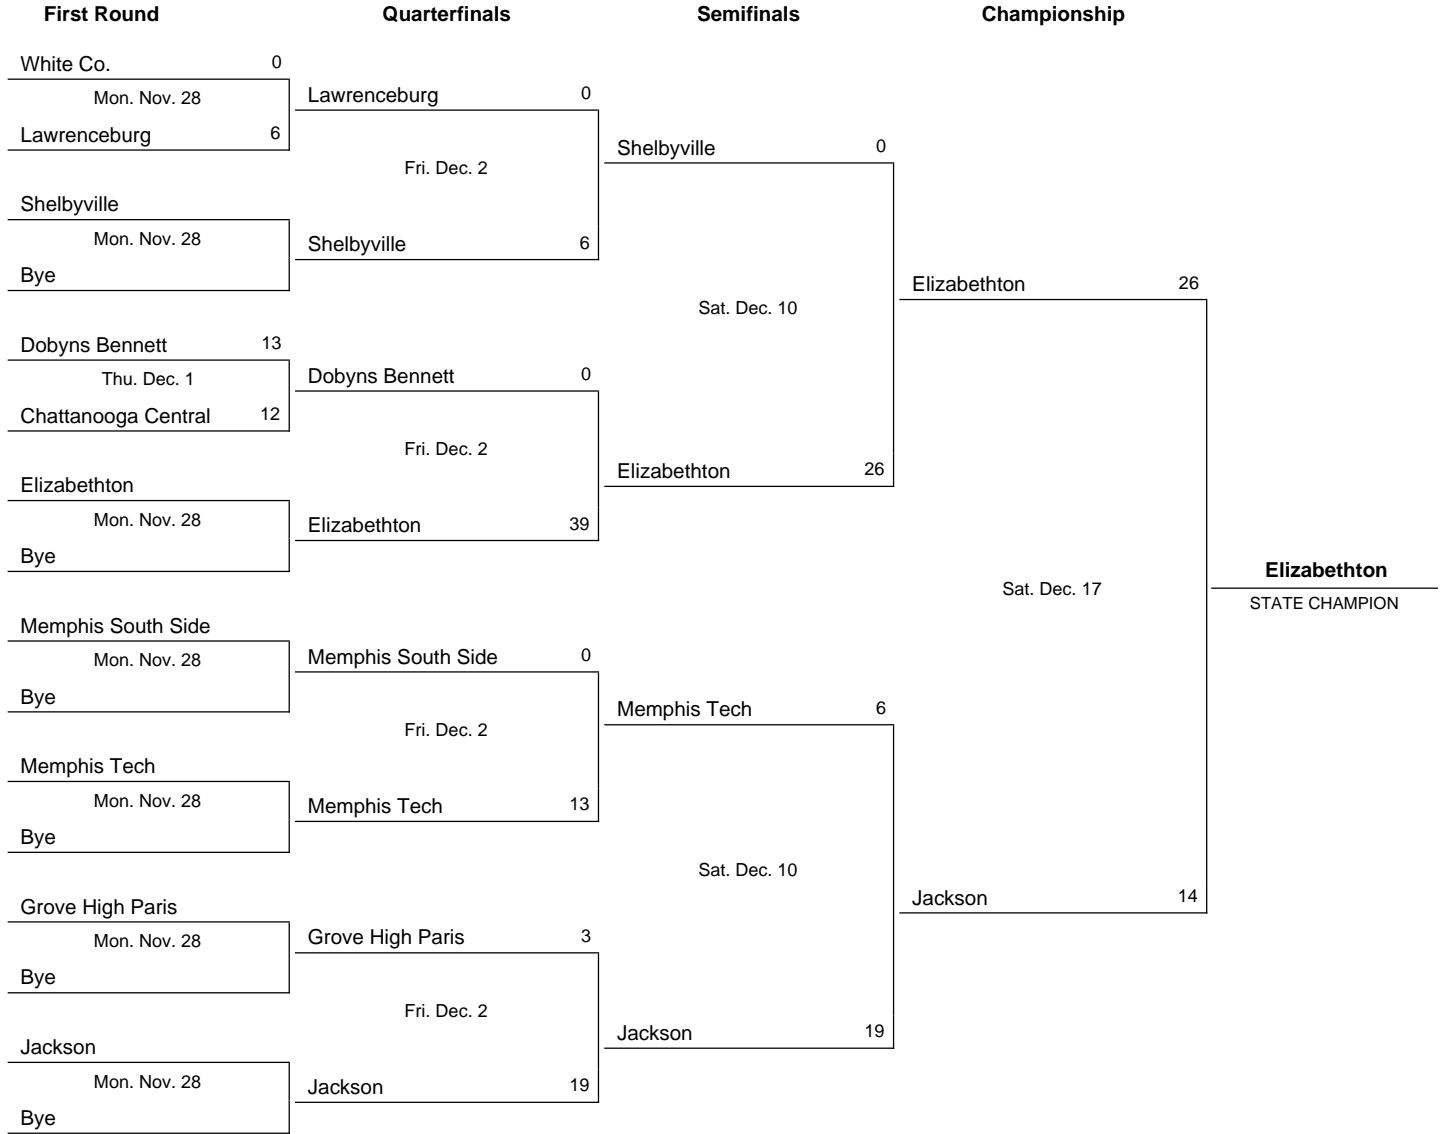 First Round Quarterfinals Semifinals Championship
White Co. 0
Mon. Nov. 28
Lawrenceburg 6
Shelbyville
Mon. Nov. 28
Bye
Dobyns Bennett 13
Thu. Dec. 1
Chattanooga Central 12
Elizabethton
Mon. Nov. 28
Bye
Memphis South Side
Mon. Nov. 28
Bye
Memphis Tech
Mon. Nov. 28
Bye
Grove High Paris
Mon. Nov. 28
Bye
Jackson
Mon. Nov. 28
Bye
Lawrenceburg 0
Fri. Dec. 2
Shelbyville 6
Dobyns Bennett 0
Fri. Dec. 2
Elizabethton 39
Memphis South Side 0
Fri. Dec. 2
Memphis Tech 13
Grove High Paris 3
Fri. Dec. 2
Jackson 19
Shelbyville 0
Sat. Dec. 10
Elizabethton 26
Memphis Tech 6
Sat. Dec. 10
Jackson 19
Elizabethton 26
Sat. Dec. 17
Jackson 14
Elizabethton
STATE CHAMPION